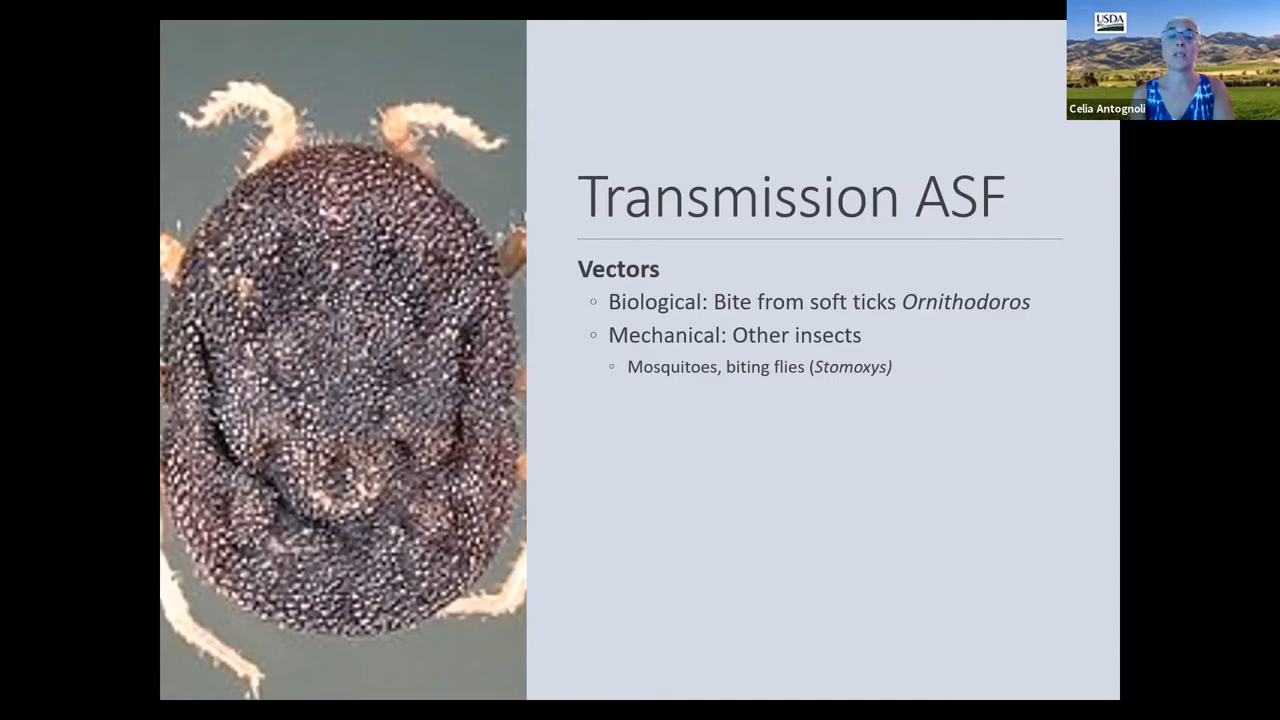 USDA
Celia Antognoli
Transmission ASF
Vectors
◦ Biological: Bite from soft ticks Ornithodoros
◦ Mechanical: Other insects
◦ Mosquitoes, biting flies (Stomoxys)